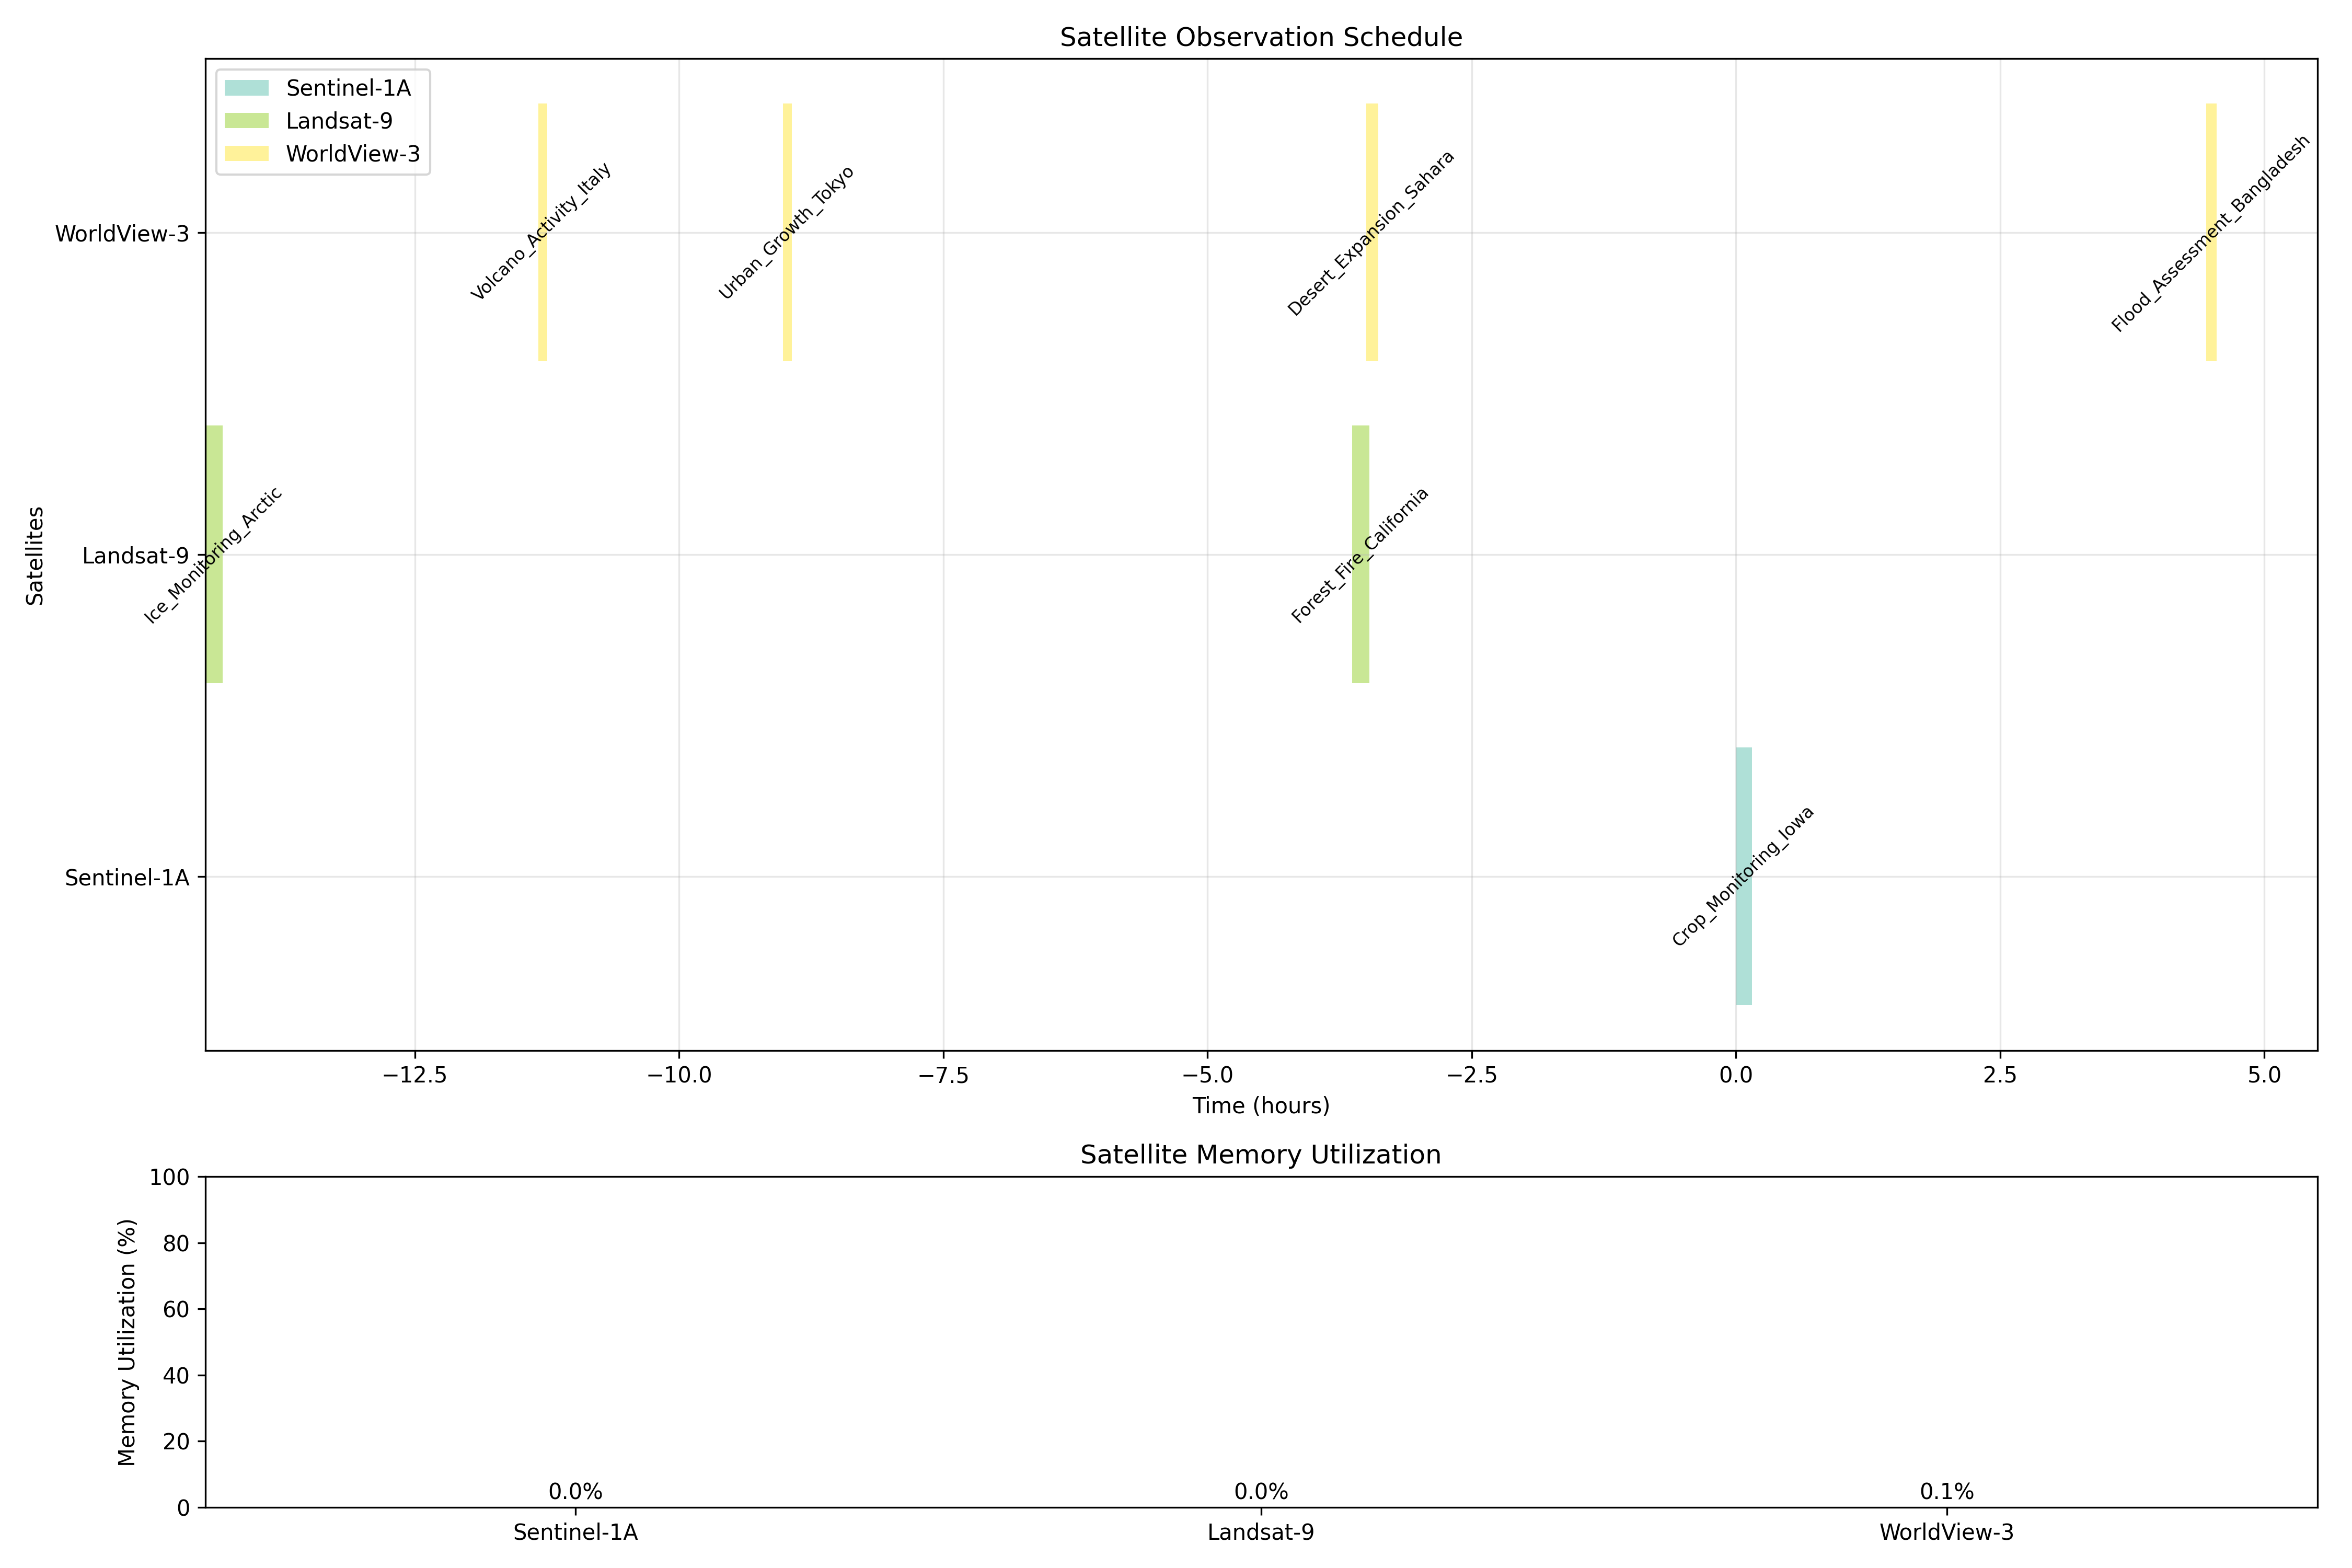 Satellite Observation Schedule
Sentinel-1A
Landsat-9
WorldView-3
WorldView-3
Landsat-9
Sentinel-1A
Satellites
Volcano_Activity_Italy
Urban_Growth_Tokyo
Desert_Expansion_Sahara
Flood_Assessment_Bangladesh
Ice_Monitoring_Arctic
Forest_Fire_California
Crop_Monitoring_Iowa
−12.5 −10.0 −7.5 −5.0 −2.5 0.0 2.5 5.0
Time (hours)
Satellite Memory Utilization
Memory Utilization (%)
100
80
60
40
20
0
0.0% 0.0% 0.1%
Sentinel-1A Landsat-9 WorldView-3